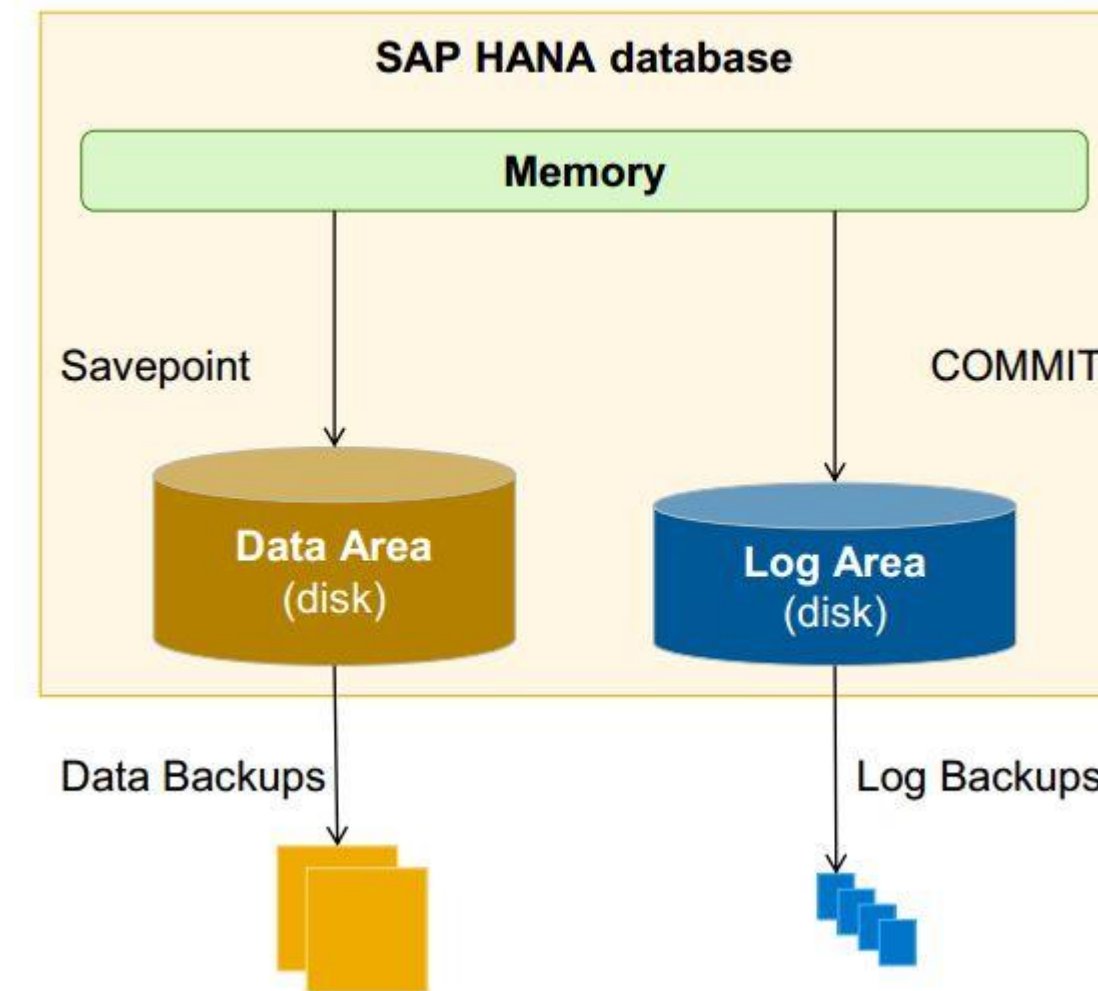 SAP HANA database
Memory
Savepoint
COMMIT
Data Area
(disk)
Log Area
(disk)
Data Backups
Log Backups